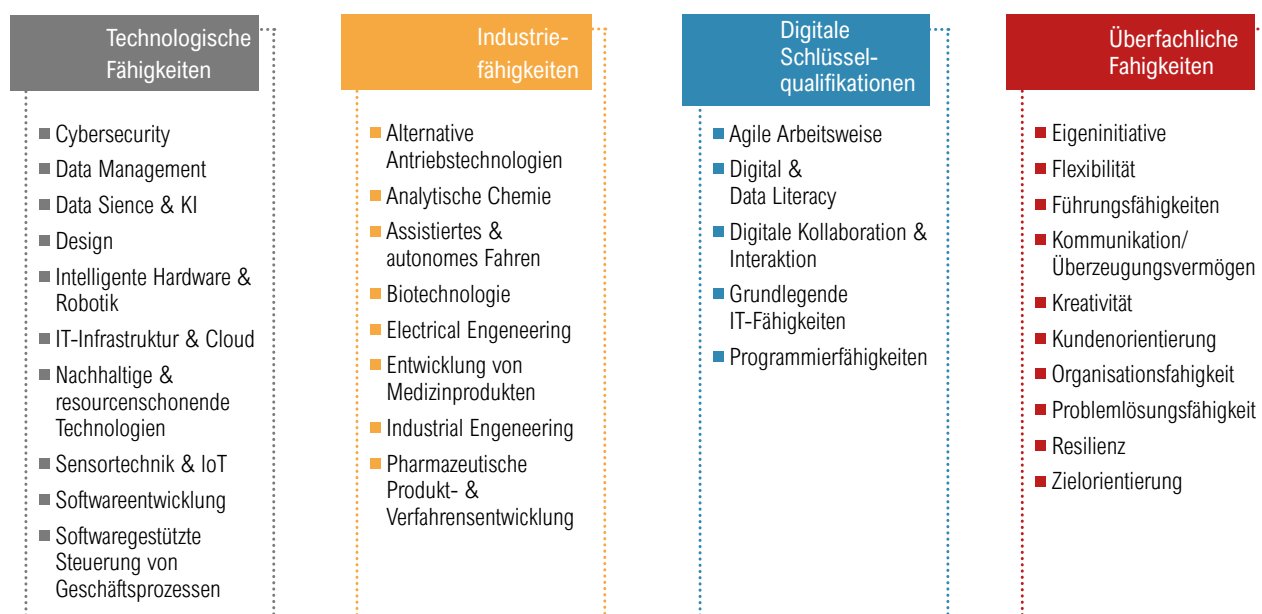 Technologische
Fähigkeiten
Cybersecurity
Data Management
Data Sience & KI
Design
Intelligente Hardware &
Robotik
IT-Infrastruktur & Cloud
Nachhaltige &
resourcenschonende
Technologien
Sensortechnik & IoT
Softwareentwicklung
Softwaregestützte
Steuerung von
Geschäftsprozessen
Industrie-
fähigkeiten
Alternative
Antriebstechnologien
Analytische Chemie
Assistiertes &
autonomes Fahren
Biotechnologie
Electrical Engeneering
Entwicklung von
Medizinprodukten
Industrial Engeneering
Pharmazeutische
Produkt- &
Verfahrensentwicklung
Digitale
Schlüssel-
qualifikationen
Agile Arbeitsweise
Digital &
Data Literacy
Digitale Kollaboration &
Interaktion
Grundlegende
IT-Fähigkeiten
Programmierfähigkeiten
Überfachliche
Fahigkeiten
Eigeninitiative
Flexibilität
Führungsfähigkeiten
Kommunikation/
Überzeugungsvermögen
Kreativität
Kundenorientierung
Organisationsfahigkeit
Problemlösungsfähigkeit
Resilienz
Zielorientierung